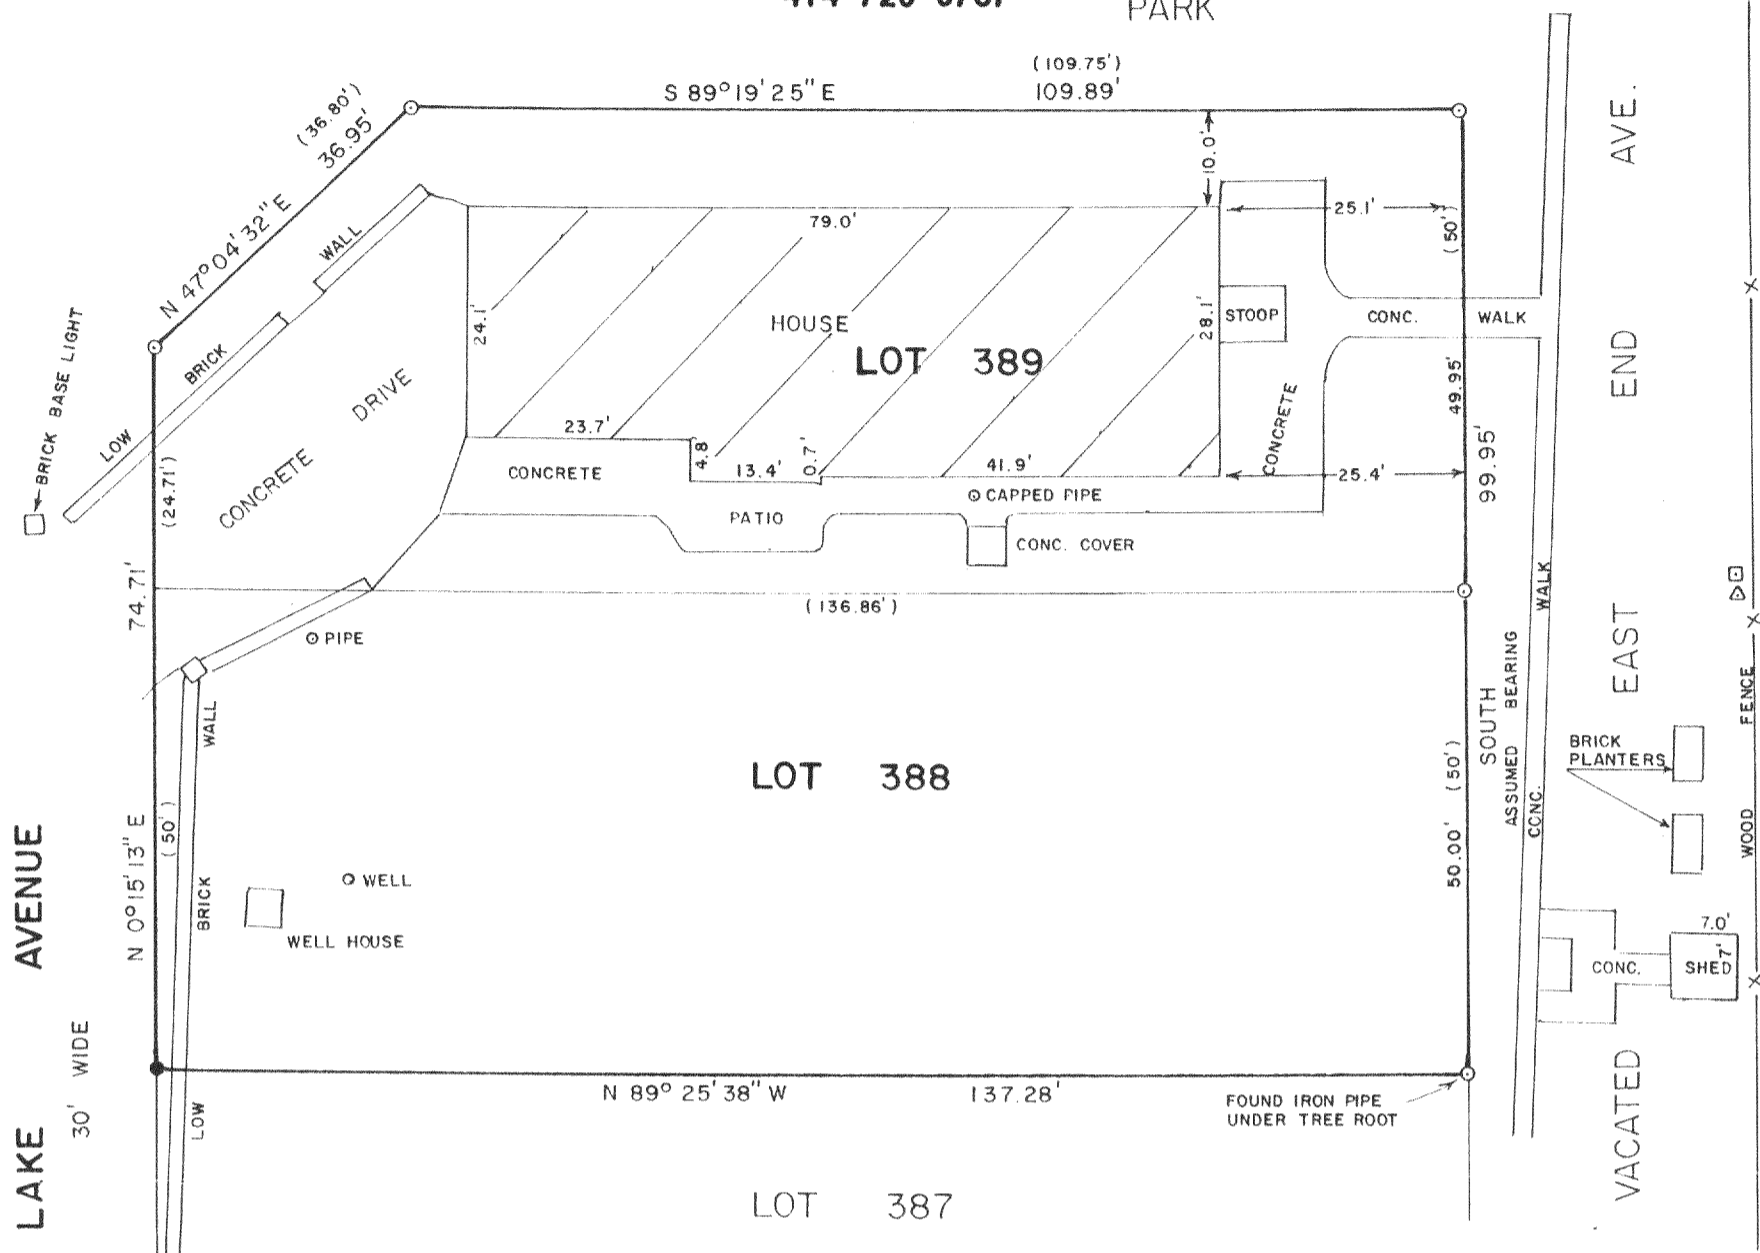 PARK
(109.75')
S 89°19'25" E 109.89'
(36.80')
36.95'
N 47°04'32" E
10.0'
25.1'
(50')
79.0'
WALL
BRICK
LOW
BRICK BASE LIGHT
CONCRETE DRIVE
24.1'
HOUSE
LOT 389
28.1'
STOOP
CONC. WALK
CONCRETE
49.95'
99.95'
23.7'
4.8'
13.4'
0.7'
41.9'
25.4'
CONCRETE
CAPPED PIPE
PATIO
CONC. COVER
(24.71')
74.71'
(136.86')
PIPE
WALL
BRICK
LOW
LOT 388
(50')
N 0°15'13" E
WELL
WELL HOUSE
(50')
50.00'
SOUTH
ASSUMED BEARING
CONC. WALK
VACATED EAST END AVE.
BRICK
PLANTERS
WOOD FENCE
7.0'
7'
CONC.
SHED
N 89°25'38" W 137.28'
FOUND IRON PIPE
UNDER TREE ROOT
LAKE AVENUE
30' WIDE
LOT 387